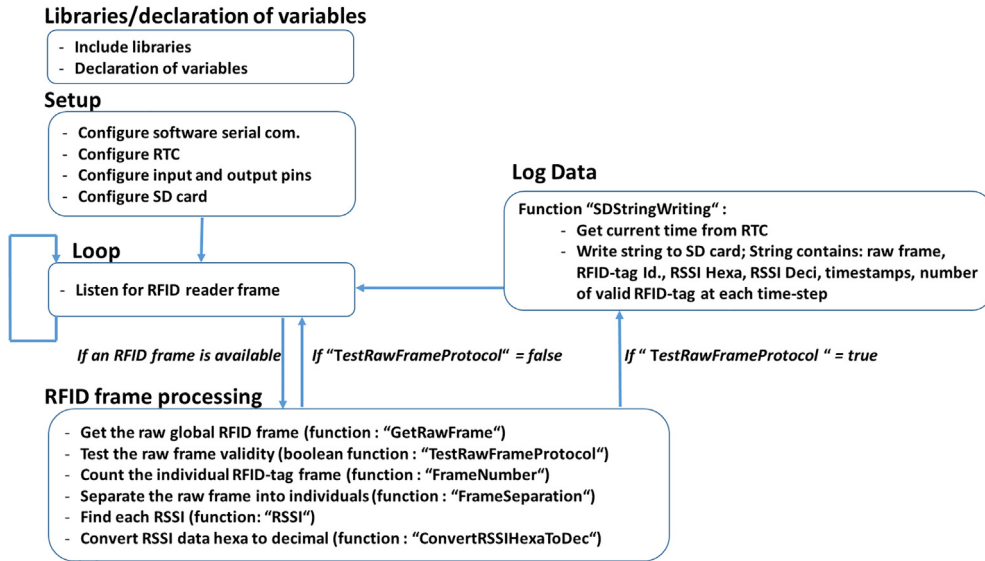 Libraries/declaration of variables
- Include libraries
- Declaration of variables
Setup
- Configure software serial com.
- Configure RTC
- Configure input and output pins
- Configure SD card
Loop
- Listen for RFID reader frame
Log Data
Function “SDStringWriting“ :
- Get current time from RTC
- Write string to SD card; String contains: raw frame,
RFID-tag Id., RSSI Hexa, RSSI Deci, timestamps, number
of valid RFID-tag at each time-step
If an RFID frame is available
If “TestRawFrameProtocol“ = false
If “ TestRawFrameProtocol “ = true
RFID frame processing
- Get the raw global RFID frame (function : “GetRawFrame“)
- Test the raw frame validity (boolean function : “TestRawFrameProtocol“)
- Count the individual RFID-tag frame (function : “FrameNumber“)
- Separate the raw frame into individuals (function : “FrameSeparation“)
- Find each RSSI (function: “RSSI“)
- Convert RSSI data hexa to decimal (function : “ConvertRSSIHexaToDec“)